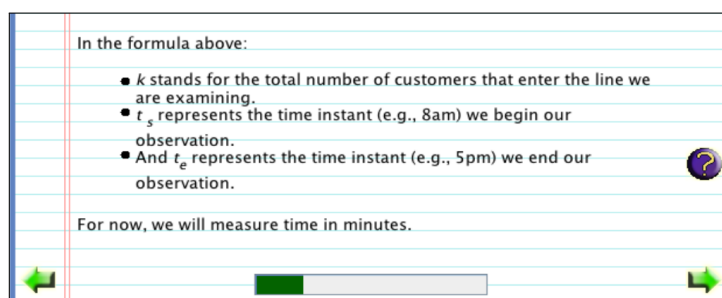 In the formula above:
k stands for the total number of customers that enter the line we
are examining.
t s represents the time instant (e.g., 8am) we begin our
observation.
And te represents the time instant (e.g., 5pm) we end our
observation.
For now, we will measure time in minutes.
?